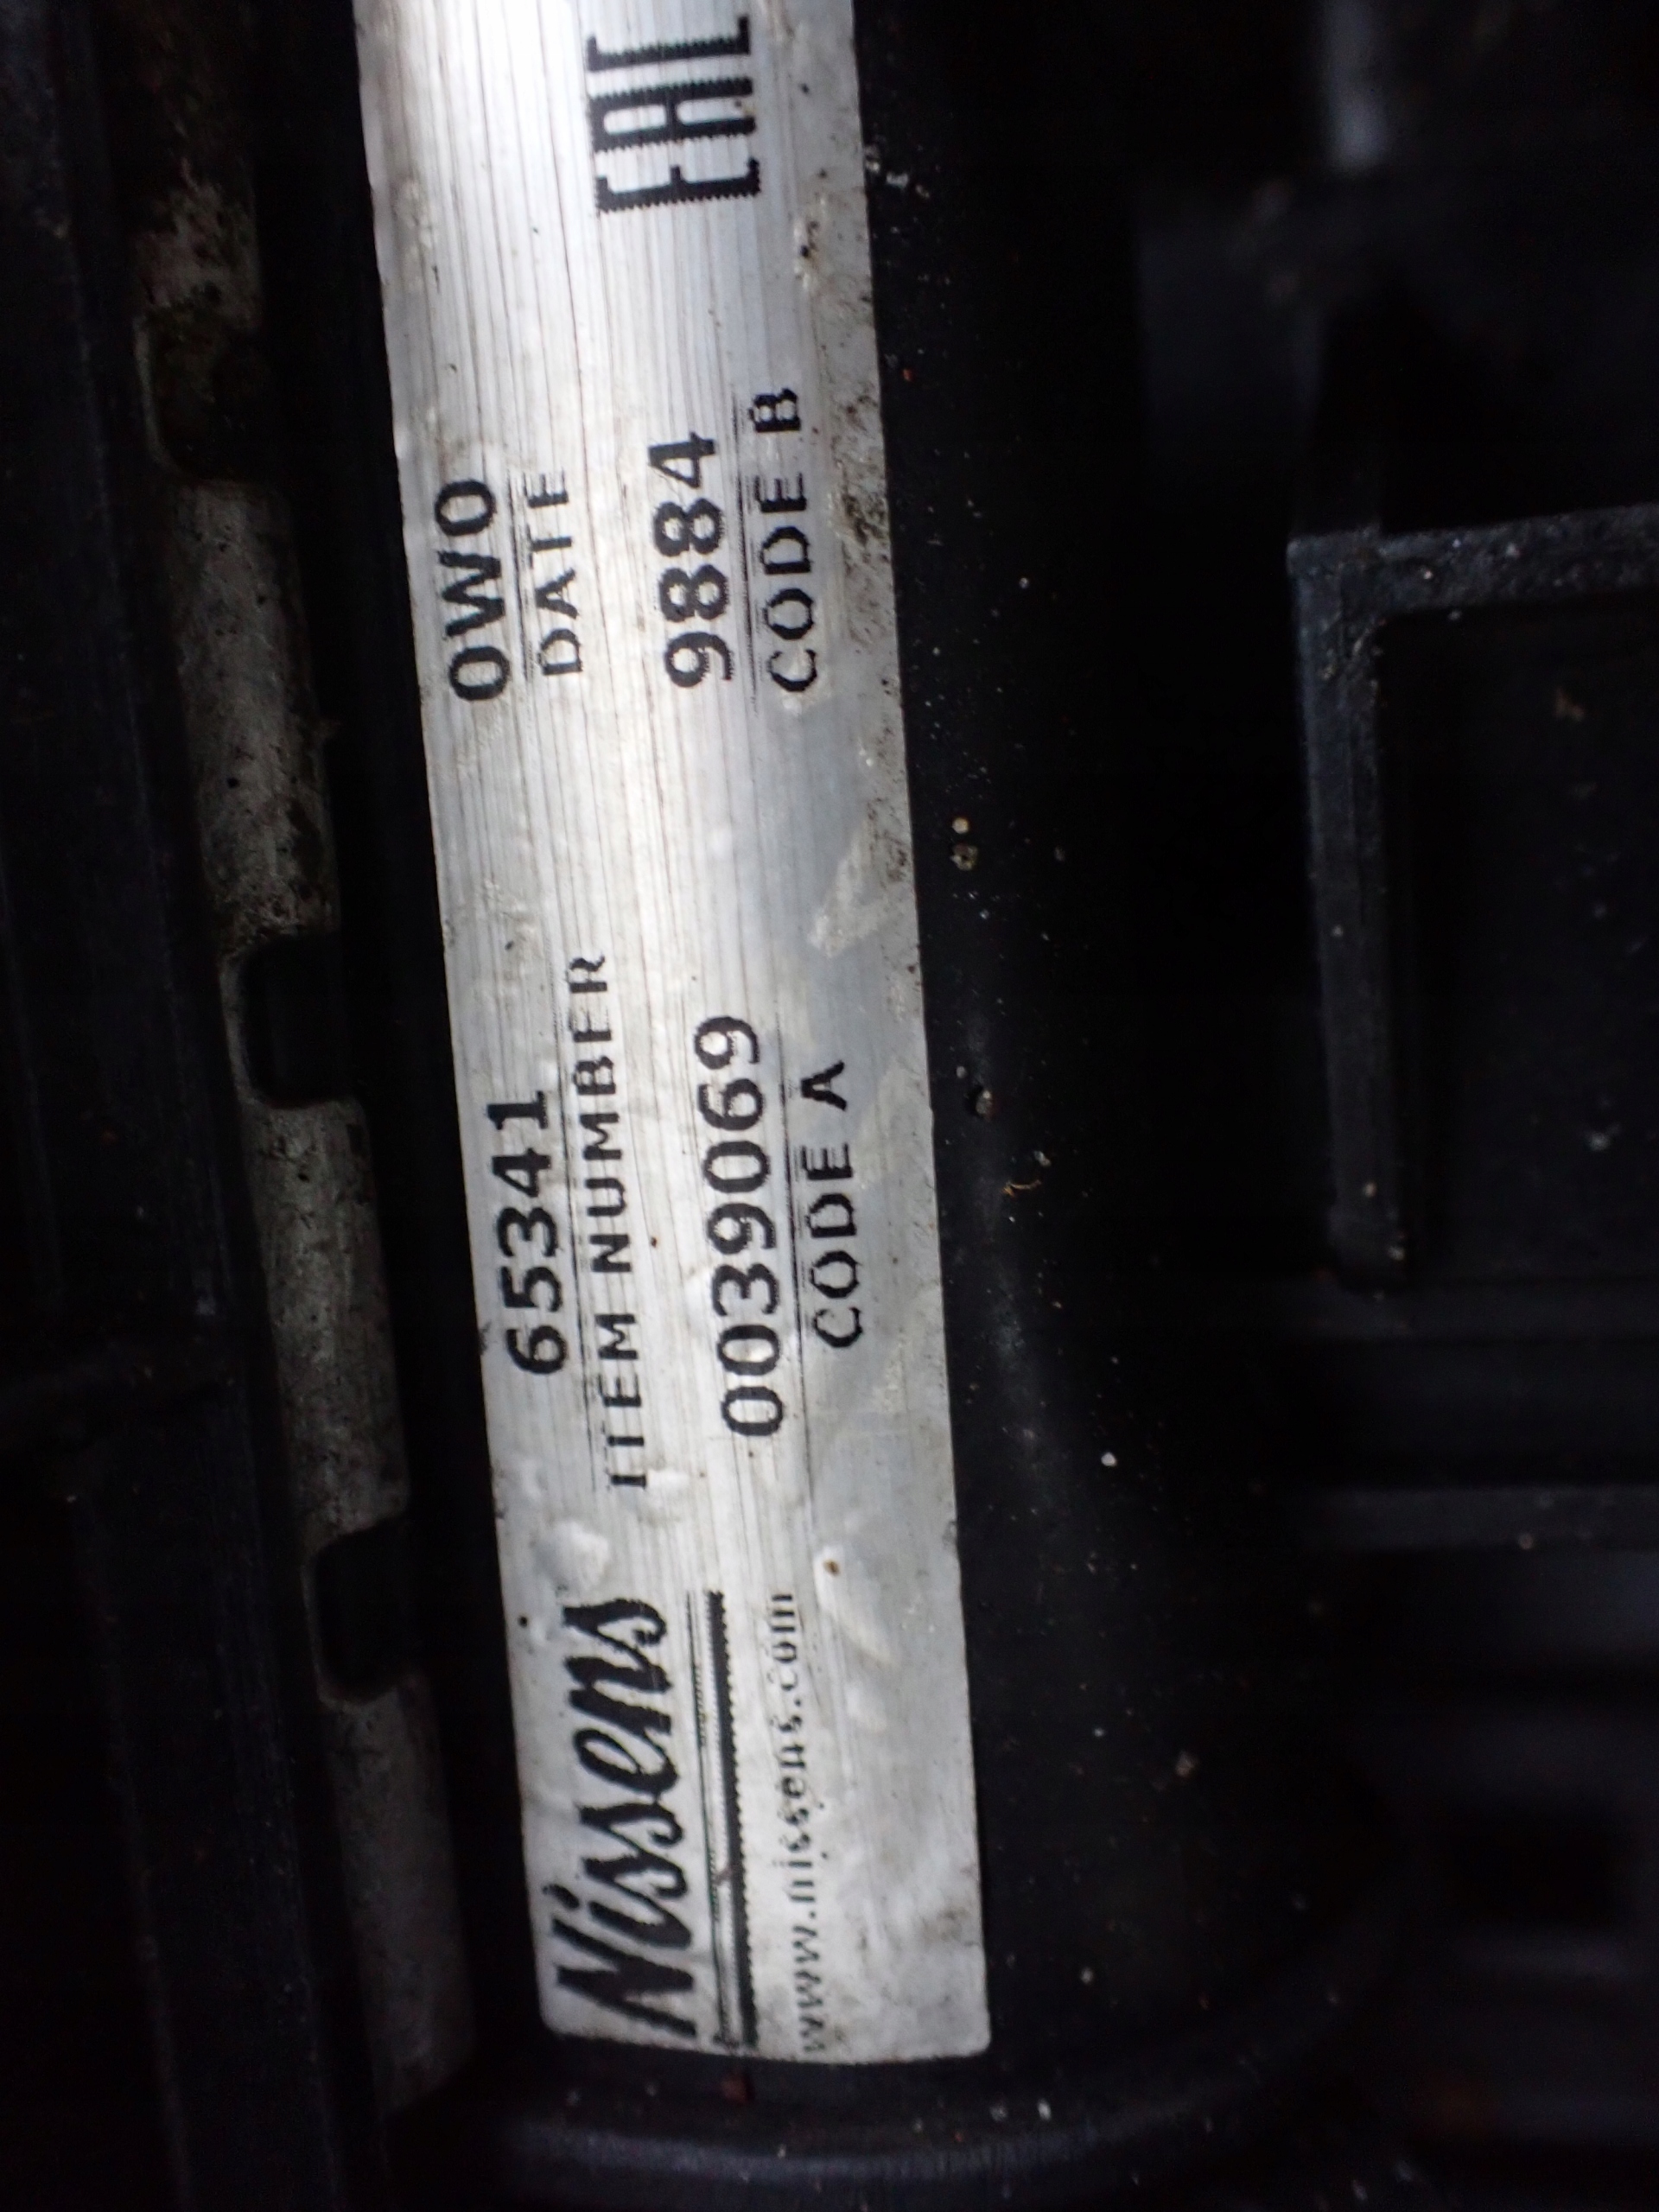 Nissens
www.nissens.com
65341
ITEM NUMBER
0039069
CODE A
0W0
DATE
9884
CODE B
EAC